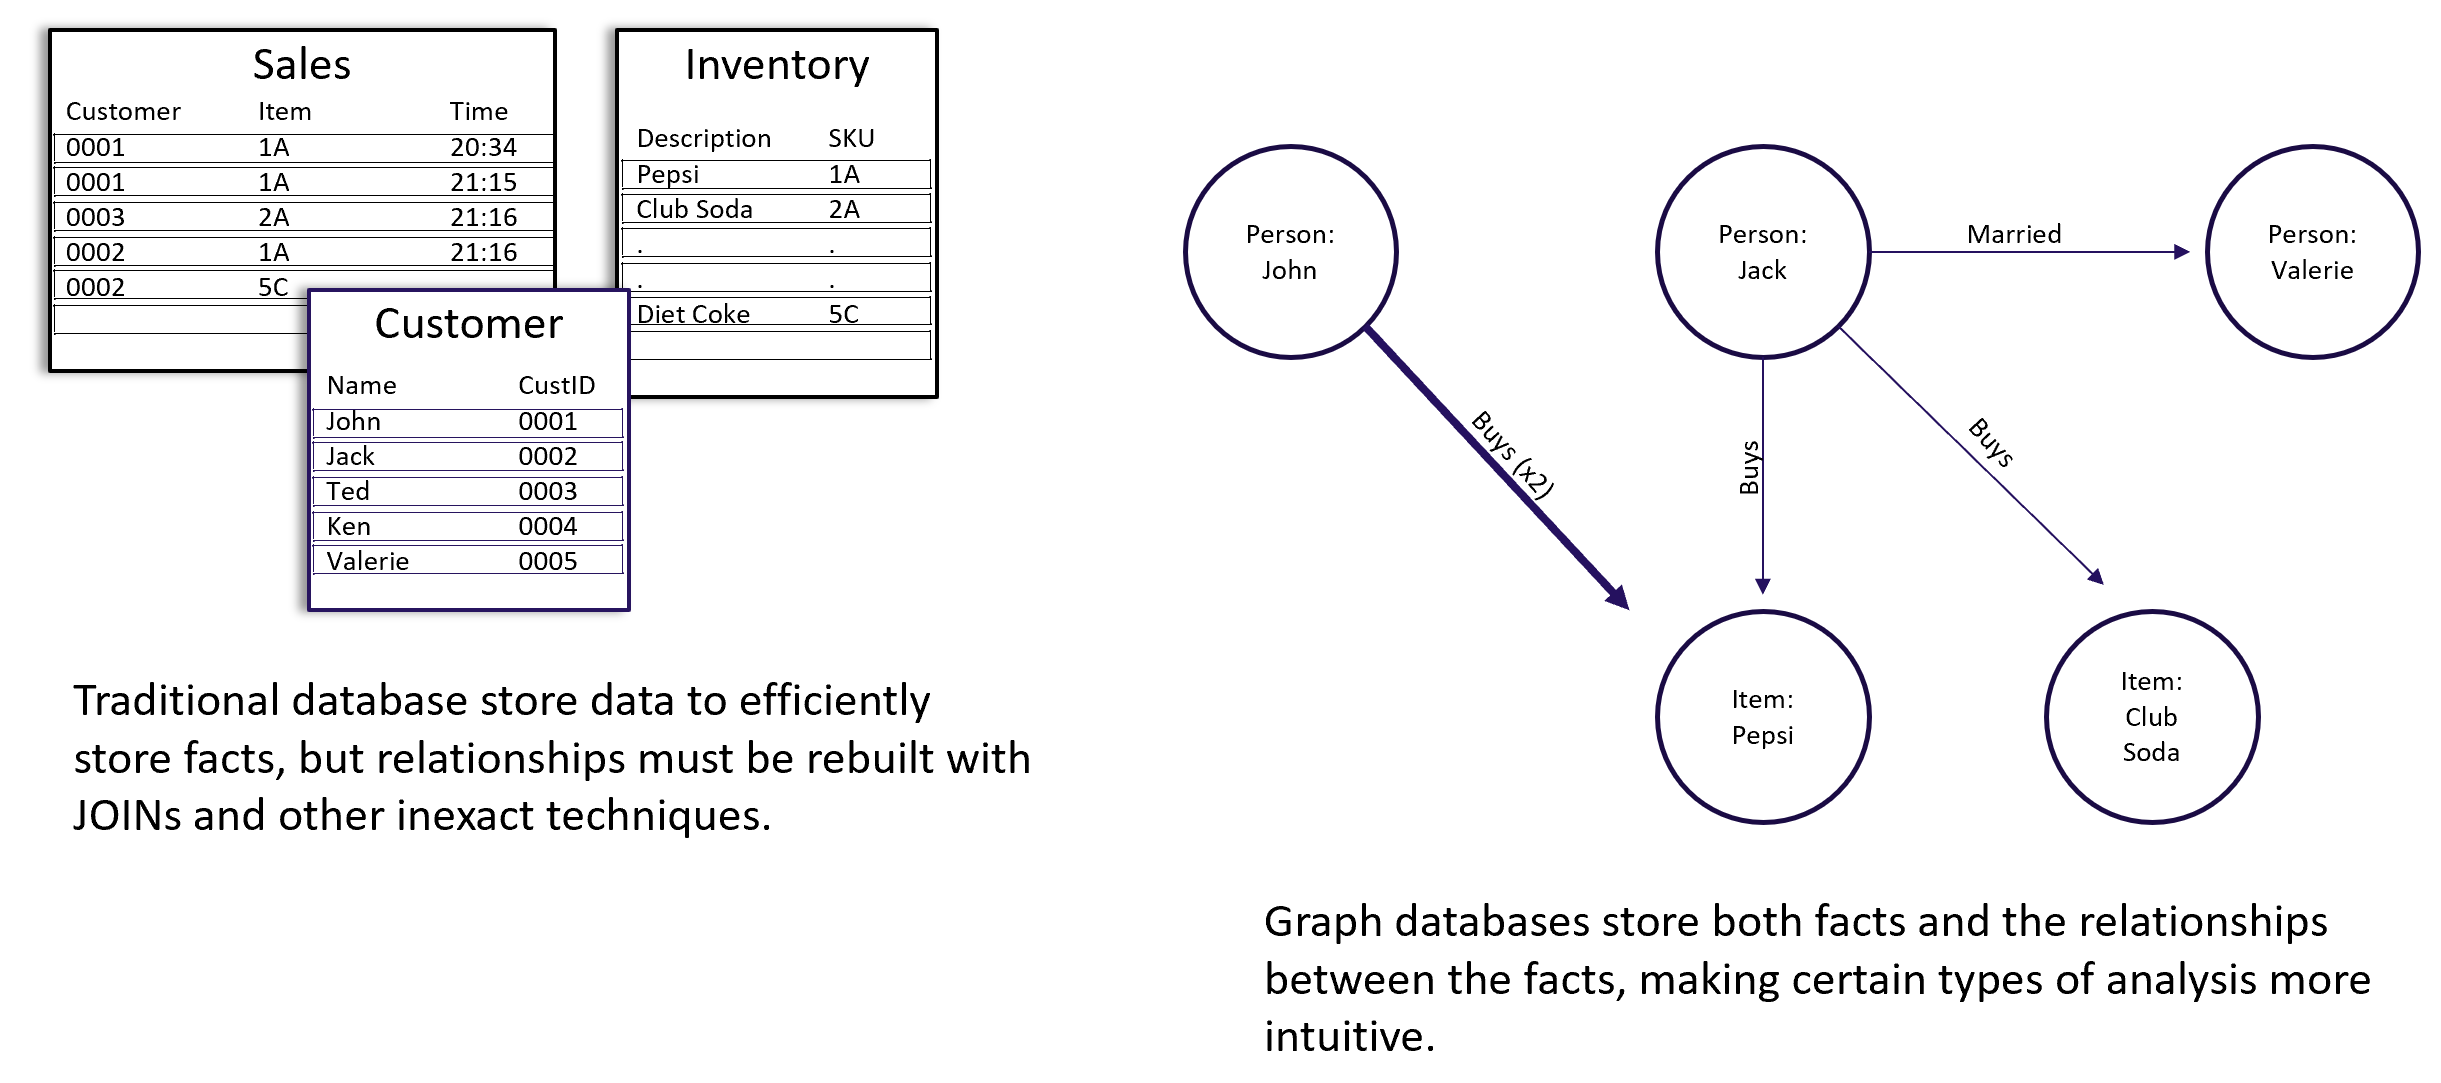 Sales
Customer Item Time
0001 1A 20:34
0001 1A 21:15
0003 2A 21:16
0002 1A 21:16
0002 5C
Inventory
Description SKU
Pepsi 1A
Club Soda 2A
. .
. .
Diet Coke 5C
Customer
Name CustID
John 0001
Jack 0002
Ted 0003
Ken 0004
Valerie 0005
Traditional database store data to efficiently
store facts, but relationships must be rebuilt with
JOINs and other inexact techniques.
Person:
John
Person:
Jack
Married
Person:
Valerie
Buys (x2)
Buys
Buys
Item:
Pepsi
Item:
Club
Soda
Graph databases store both facts and the relationships
between the facts, making certain types of analysis more
intuitive.